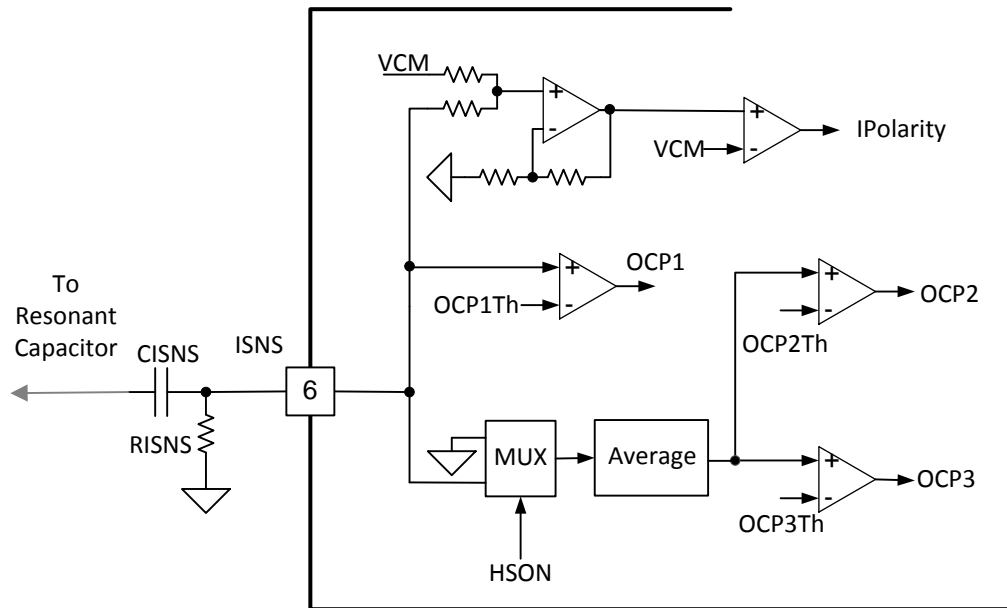 VCM
+
-
+
VCM
-
IPolarity
+
OCP1Th
-
OCP1
+
-
OCP2
OCP2Th
To
Resonant
Capacitor
CISNS
ISNS
6
RISNS
MUX
Average
+
-
OCP3
OCP3Th
HSON